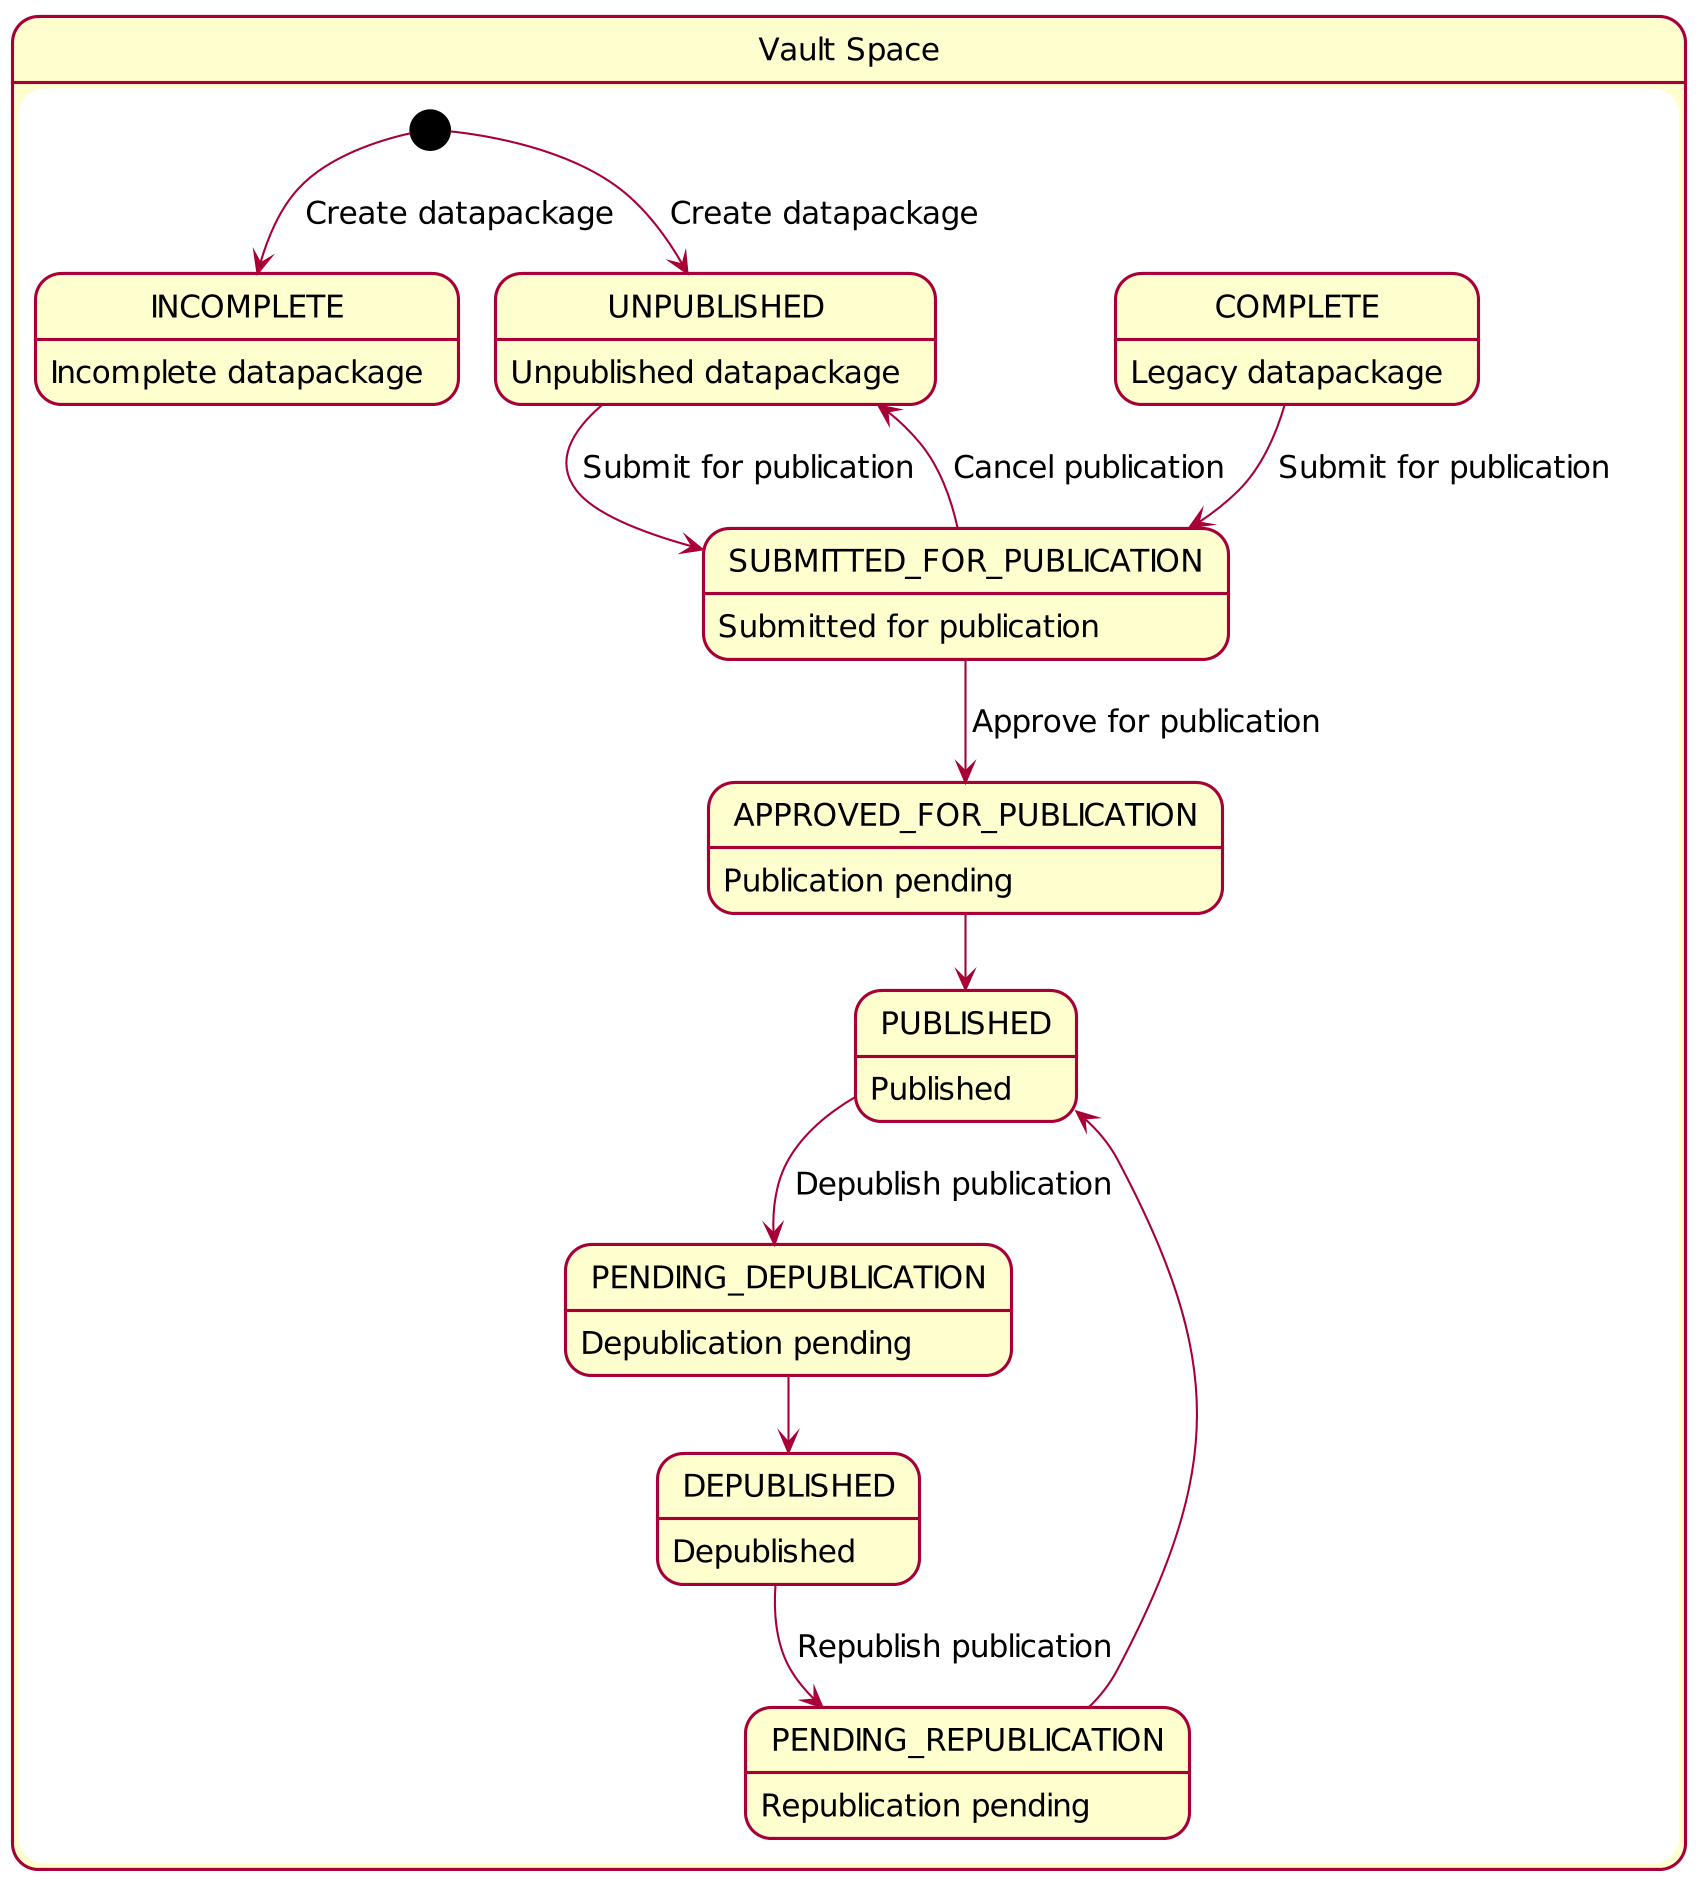 Vault Space
Create datapackage
Create datapackage
INCOMPLETE
Incomplete datapackage
UNPUBLISHED
Unpublished datapackage
COMPLETE
Legacy datapackage
Submit for publication
Cancel publication
Submit for publication
SUBMITTED_FOR_PUBLICATION
Submitted for publication
Approve for publication
APPROVED_FOR_PUBLICATION
Publication pending
PUBLISHED
Published
Depublish publication
PENDING_DEPUBLICATION
Depublication pending
DEPUBLISHED
Depublished
Republish publication
PENDING_REPUBLICATION
Republication pending